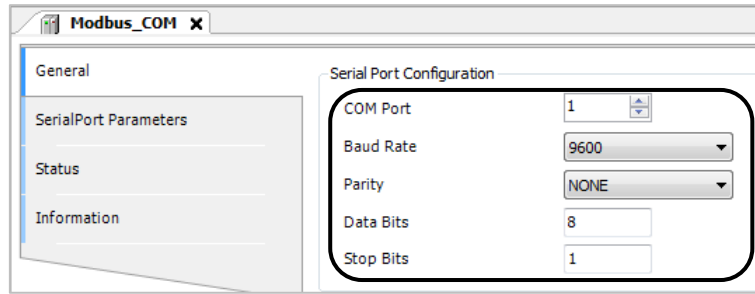 Modbus_COM X
General
SerialPort Parameters
Status
Information
Serial Port Configuration
COM Port 1
Baud Rate 9600
Parity NONE
Data Bits 8
Stop Bits 1